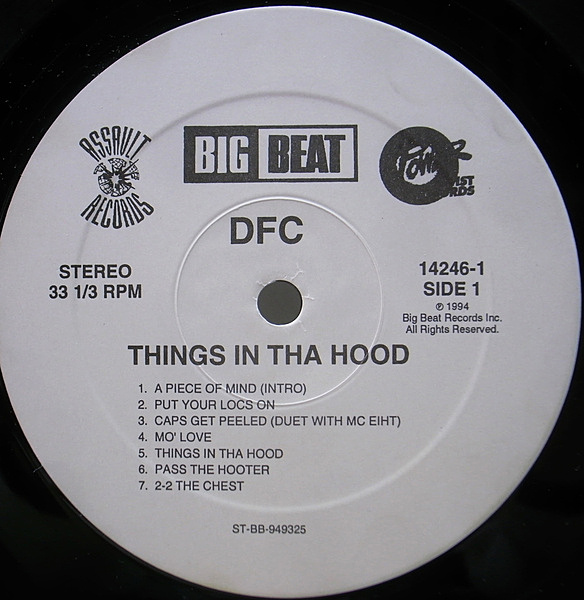 ASSAULT
RECORDS
BIG BEAT
DFC
STEREO
33 1/3 RPM
14246-1
SIDE 1
℗ 1994
Big Beat Records Inc.
All Rights Reserved.
THINGS IN THA HOOD
1. A PIECE OF MIND (INTRO)
2. PUT YOUR LOCS ON
3. CAPS GET PEELED (DUET WITH MC EIHT)
4. MO' LOVE
5. THINGS IN THA HOOD
6. PASS THE HOOTER
7. 2-2 THE CHEST
ST-BB-949325